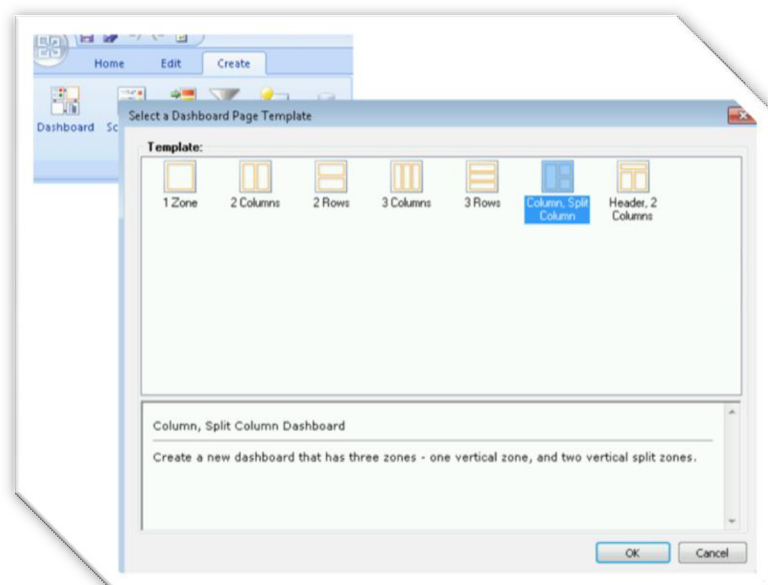 Home Edit Create
Dashboard
Select a Dashboard Page Template
Template:
1 Zone 2 Columns 2 Rows 3 Columns 3 Rows Column, Split Header, 2
Column Columns
Column, Split Column Dashboard
Create a new dashboard that has three zones - one vertical zone, and two vertical split zones.
OK Cancel